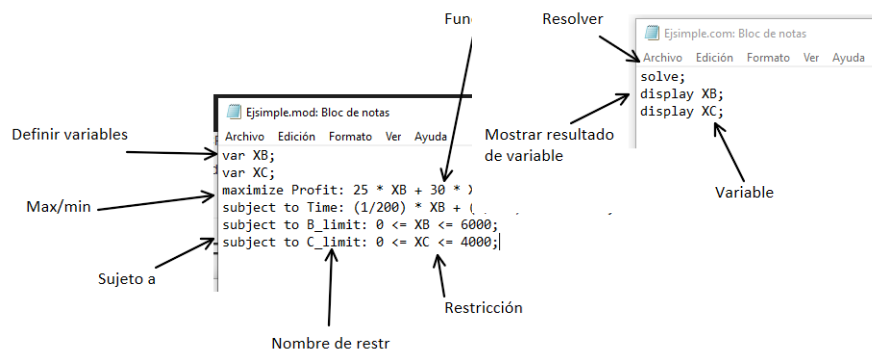 Func
Resolver
Ejsimple.com: Bloc de notas
Archivo Edición Formato Ver Ayuda
solve;
display XB;
display XC;
Mostrar resultado
de variable
Variable
Ejsimple.mod: Bloc de notas
Archivo Edición Formato Ver Ayuda
var XB;
var XC;
maximize Profit: 25 * XB + 30 *
subject to Time: (1/200) * XB + (
subject to B_limit: 0 <= XB <= 6000;
subject to C_limit: 0 <= XC <= 4000;
Definir variables
Max/min
Sujeto a
Restricción
Nombre de restr